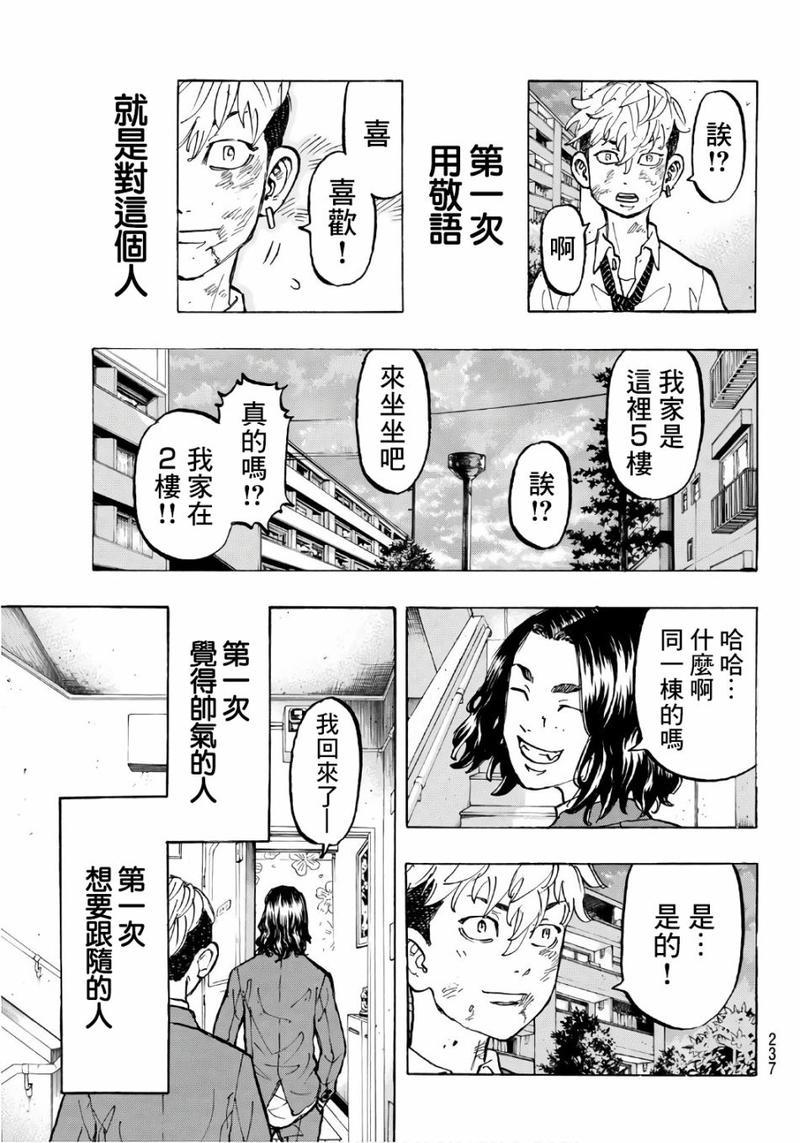 誒!?
啊
第一次
用敬語
喜
喜歡！
就是對這個人
我家是
這裡5樓
誒!?
來坐坐吧
真的嗎!?
我家在
2樓!!
哈哈…
什麼啊
同一棟的嗎
是…
是的！
第一次
覺得帥氣的人
我回來了—
第一次
想要跟隨的人
237